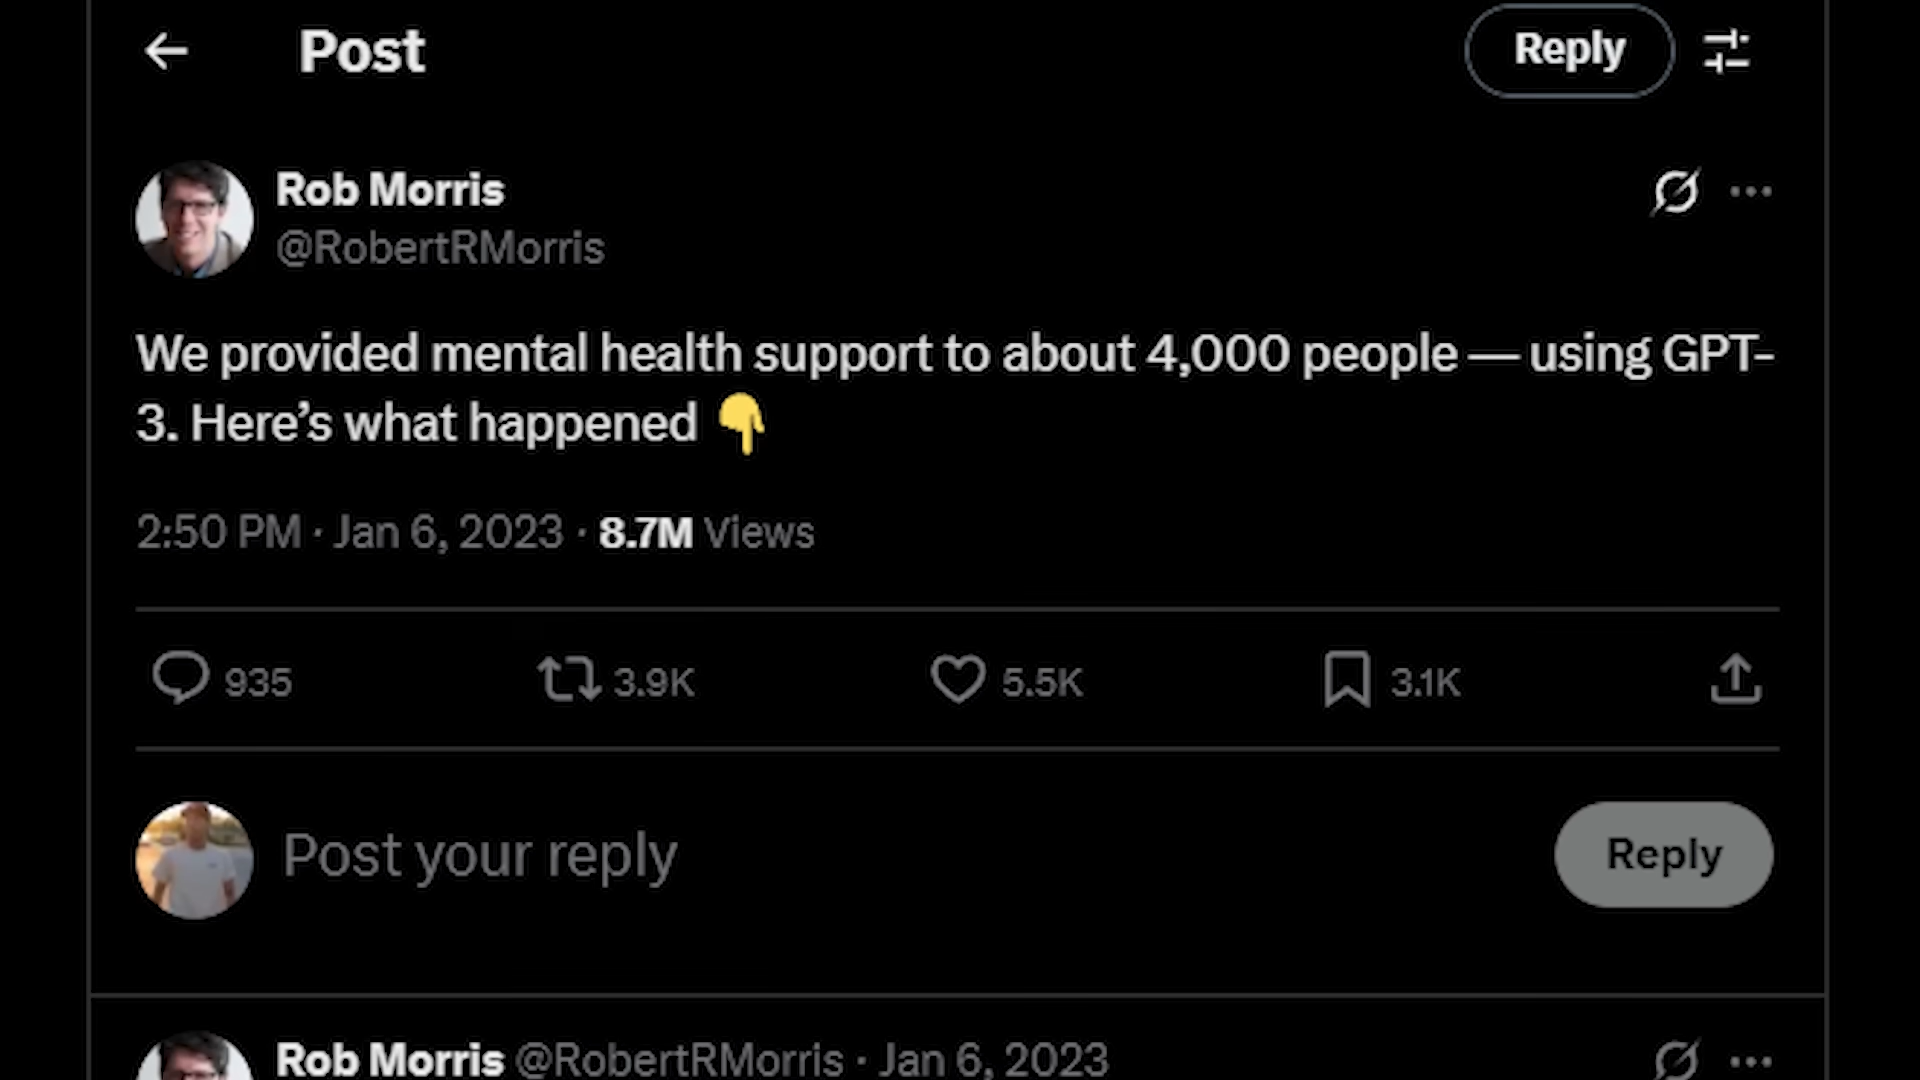 Post
Reply
Rob Morris
@RobertRMorris
We provided mental health support to about 4,000 people — using GPT-
3. Here’s what happened 👇
2:50 PM · Jan 6, 2023 · 8.7M Views
935 3.9K 5.5K 3.1K
Post your reply
Reply
Rob Morris @RobertRMorris · Jan 6, 2023